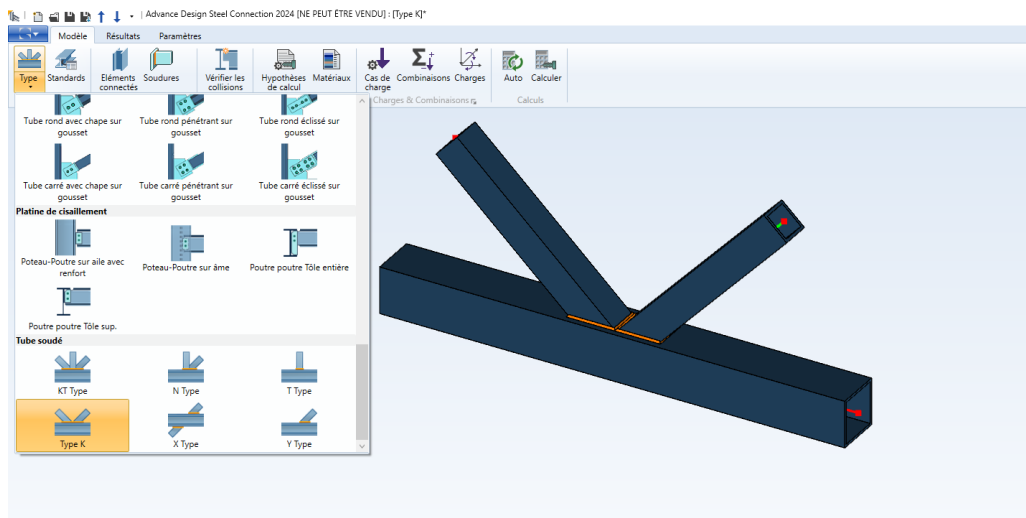 Advance Design Steel Connection 2024 [NE PEUT ÊTRE VENDU] : [Type K]*
Modèle Résultats Paramètres
Type Standards Eléments connectés Soudures Vérifier les collisions Hypothèses de calcul Matériaux Cas de charge Combinaisons Charges Auto Calculer
Charges & Combinaisons Calculs
Tube rond avec chape sur gousset
Tube rond pénétrant sur gousset
Tube rond éclissé sur gousset
Tube carré avec chape sur gousset
Tube carré pénétrant sur gousset
Tube carré éclissé sur gousset
Platine de cisaillement
Poteau-Poutre sur aile avec renfort
Poteau-Poutre sur âme
Poutre poutre Tôle entière
Poutre poutre Tôle sup.
Tube soudé
KT Type
N Type
T Type
Type K
X Type
Y Type